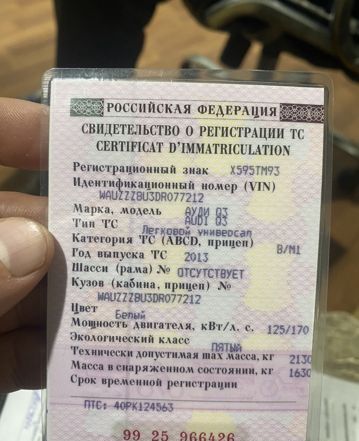 РОССИЙСКАЯ ФЕДЕРАЦИЯ
СВИДЕТЕЛЬСТВО О РЕГИСТРАЦИИ ТС
CERTIFICAT D'IMMATRICULATION
Регистрационный знак Х595ТМ93
Идентификационный номер (VIN)
WAUZZZ8U3DR077212
Марка, модель АУДИ Q3
AUDI Q3
Тип ТС Легковой универсал
Категория ТС (ABCD, прицеп) B/M1
Год выпуска ТС 2013
Шасси (рама) № ОТСУТСТВУЕТ
Кузов (кабина, прицеп) №
WAUZZZ8U3DR077212
Цвет Белый
Мощность двигателя, кВт/л. с. 125/170
Экологический класс ПЯТЫЙ
Технически допустимая max масса, кг 2130
Масса в снаряженном состоянии, кг 1630
Срок временной регистрации
ПТС: 40РК124563
99 25 966426